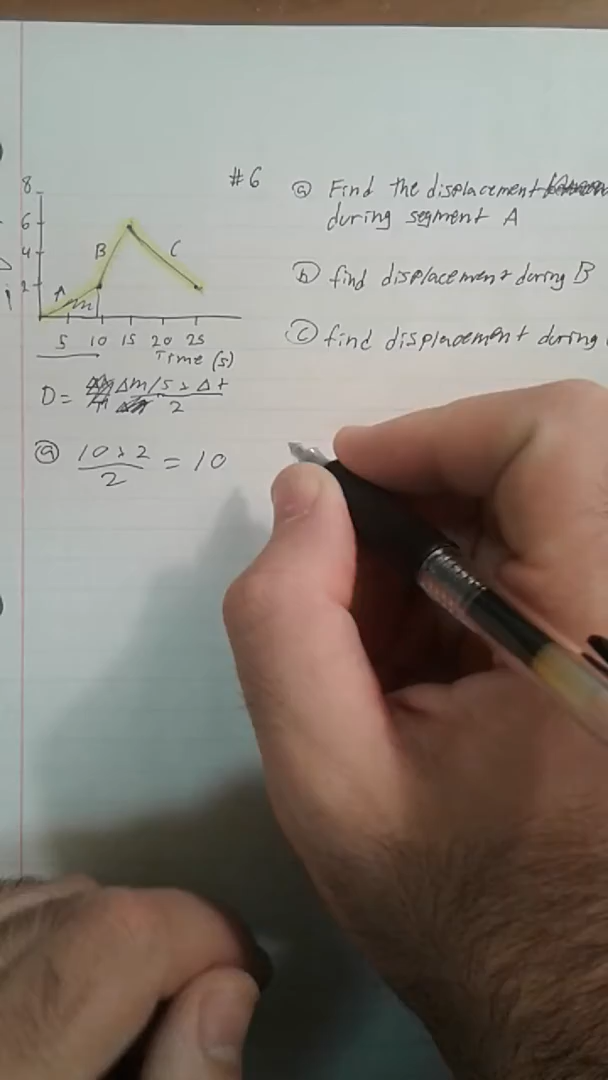 #6
ⓐ Find the displacement
during segment A
ⓑ find displacement during B
ⓒ find displacement during
8
6
4
2
A
B
C
m
5 10 15 20 25
Time (s)
D = Δm/s x Δt
2
ⓐ 10 x 2 = 10
2